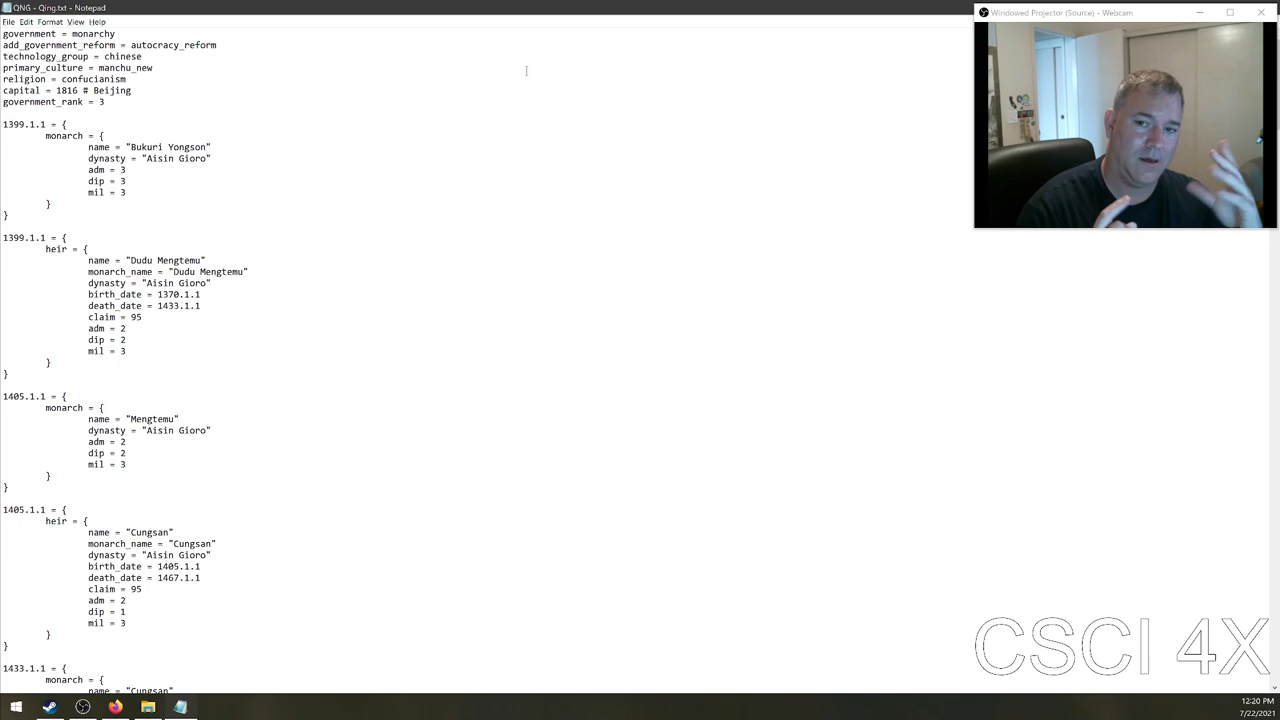 QNG - Qing.txt - Notepad
File Edit Format View Help
government = monarchy
add_government_reform = autocracy_reform
technology_group = chinese
primary_culture = manchu_new
religion = confucianism
capital = 1816 # Beijing
government_rank = 3
1399.1.1 = {
monarch = {
name = "Bukuri Yongson"
dynasty = "Aisin Gioro"
adm = 3
dip = 3
mil = 3
}
}
1399.1.1 = {
heir = {
name = "Dudu Mengtemu"
monarch_name = "Dudu Mengtemu"
dynasty = "Aisin Gioro"
birth_date = 1370.1.1
death_date = 1433.1.1
claim = 95
adm = 2
dip = 2
mil = 3
}
}
1405.1.1 = {
monarch = {
name = "Mengtemu"
dynasty = "Aisin Gioro"
adm = 2
dip = 2
mil = 3
}
}
1405.1.1 = {
heir = {
name = "Cungsan"
monarch_name = "Cungsan"
dynasty = "Aisin Gioro"
birth_date = 1405.1.1
death_date = 1467.1.1
claim = 95
adm = 2
dip = 1
mil = 3
}
}
1433.1.1 = {
monarch = {
name = "Cungsan"
Windowed Projector (Source) - Webcam
CSCI 4X
12:20 PM
7/22/2021